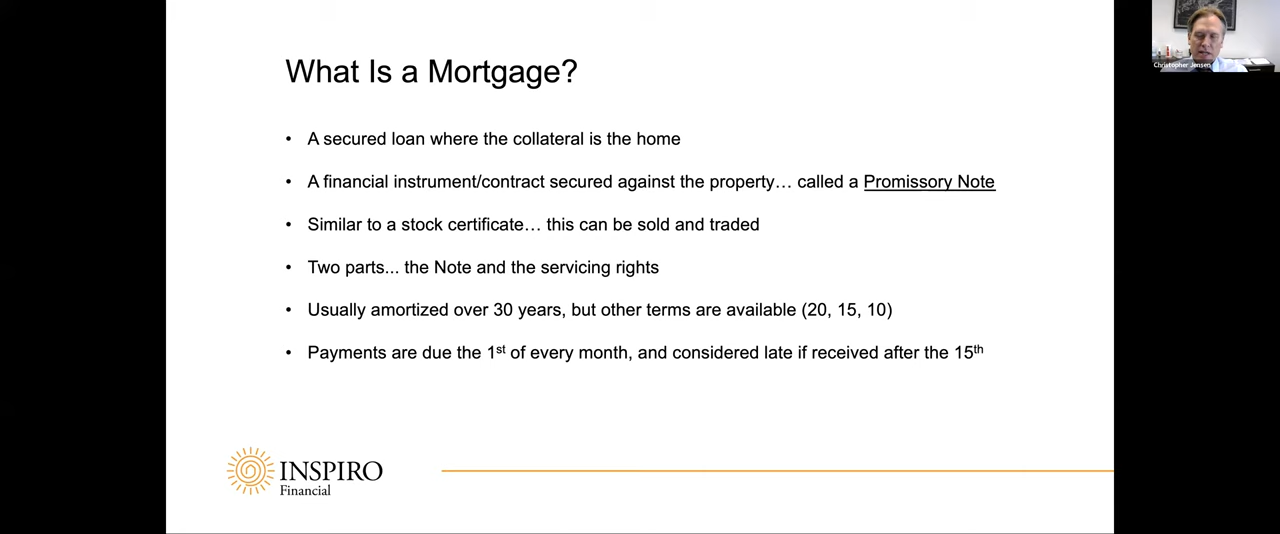 What Is a Mortgage?
• A secured loan where the collateral is the home
• A financial instrument/contract secured against the property… called a Promissory Note
• Similar to a stock certificate… this can be sold and traded
• Two parts... the Note and the servicing rights
• Usually amortized over 30 years, but other terms are available (20, 15, 10)
• Payments are due the 1st of every month, and considered late if received after the 15th
INSPIRO
Financial
Christopher Jensen